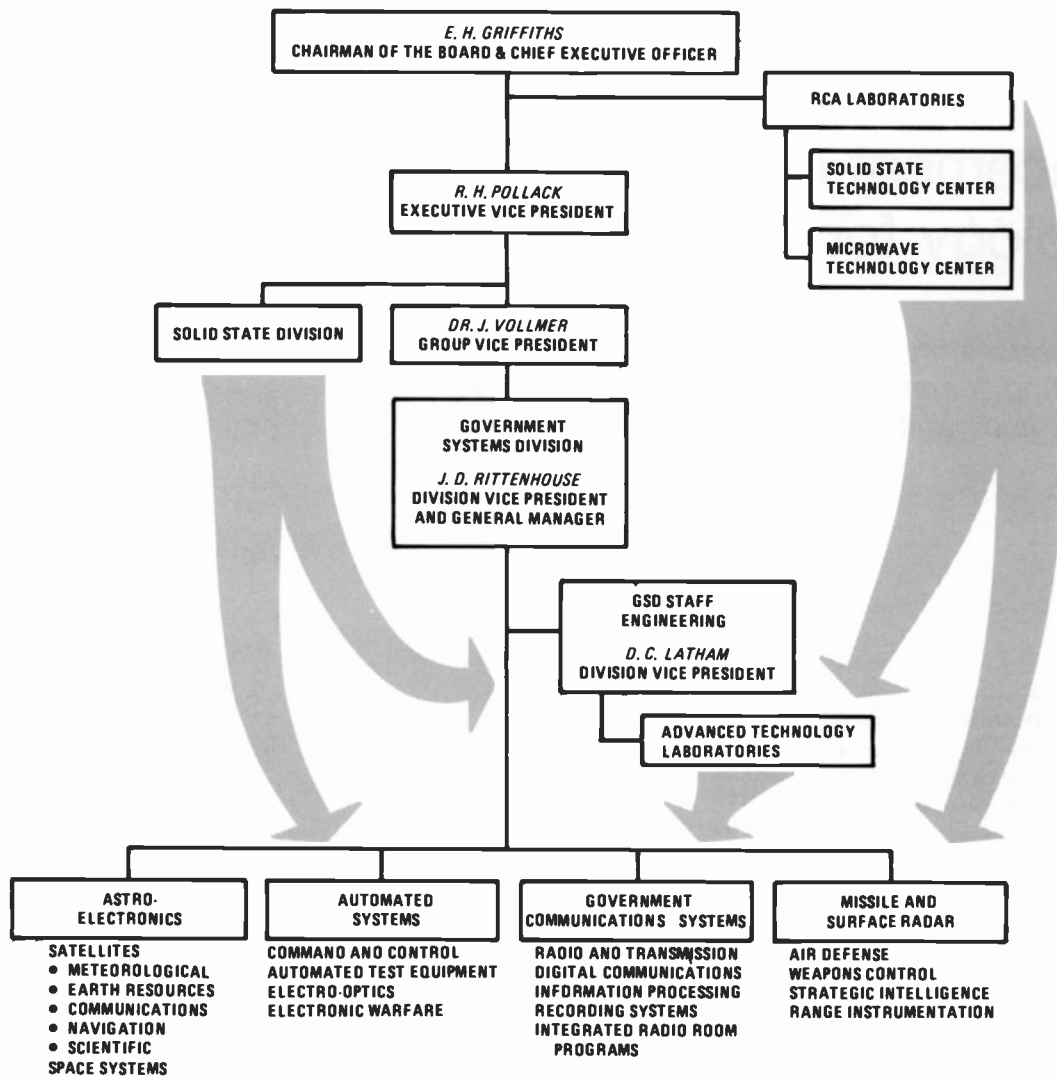 E. H. GRIFFITHS
CHAIRMAN OF THE BOARD & CHIEF EXECUTIVE OFFICER
RCA LABORATORIES
SOLID STATE
TECHNOLOGY CENTER
MICROWAVE
TECHNOLOGY CENTER
R. H. POLLACK
EXECUTIVE VICE PRESIDENT
SOLID STATE DIVISION
DR. J. VOLLMER
GROUP VICE PRESIDENT
GOVERNMENT
SYSTEMS DIVISION
J. D. RITTENHOUSE
DIVISION VICE PRESIDENT
AND GENERAL MANAGER
GSD STAFF
ENGINEERING
D. C. LATHAM
DIVISION VICE PRESIDENT
ADVANCED TECHNOLOGY
LABORATORIES
ASTRO-
ELECTRONICS
SATELLITES
• METEOROLOGICAL
• EARTH RESOURCES
• COMMUNICATIONS
• NAVIGATION
• SCIENTIFIC
SPACE SYSTEMS
AUTOMATED
SYSTEMS
COMMAND AND CONTROL
AUTOMATED TEST EQUIPMENT
ELECTRO-OPTICS
ELECTRONIC WARFARE
GOVERNMENT
COMMUNICATIONS SYSTEMS
RADIO AND TRANSMISSION
DIGITAL COMMUNICATIONS
INFORMATION PROCESSING
RECORDING SYSTEMS
INTEGRATED RADIO ROOM
PROGRAMS
MISSILE AND
SURFACE RADAR
AIR DEFENSE
WEAPONS CONTROL
STRATEGIC INTELLIGENCE
RANGE INSTRUMENTATION